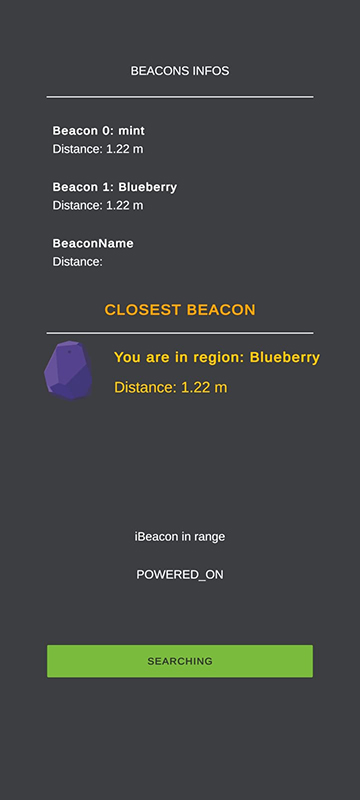 BEACONS INFOS
Beacon 0: mint
Distance: 1.22 m
Beacon 1: Blueberry
Distance: 1.22 m
BeaconName
Distance:
CLOSEST BEACON
You are in region: Blueberry
Distance: 1.22 m
iBeacon in range
POWERED_ON
SEARCHING